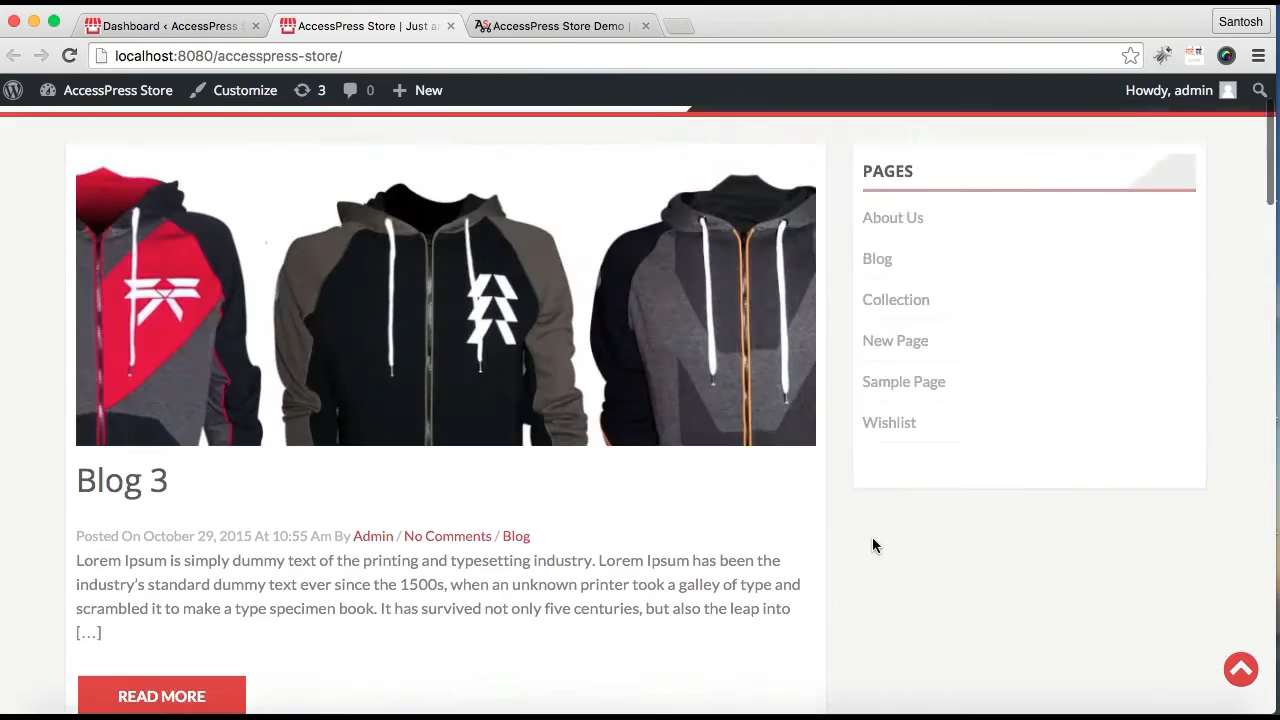 Dashboard ‹ AccessPress S
AccessPress Store | Just a
AccessPress Store Demo |
Santosh
localhost:8080/accesspress-store/
AccessPress Store
Customize
3
0
New
Howdy, admin
Blog 3
Posted On October 29, 2015 At 10:55 Am By Admin / No Comments / Blog
Lorem Ipsum is simply dummy text of the printing and typesetting industry. Lorem Ipsum has been the
industry’s standard dummy text ever since the 1500s, when an unknown printer took a galley of type and
scrambled it to make a type specimen book. It has survived not only five centuries, but also the leap into
[…]
READ MORE
PAGES
About Us
Blog
Collection
New Page
Sample Page
Wishlist